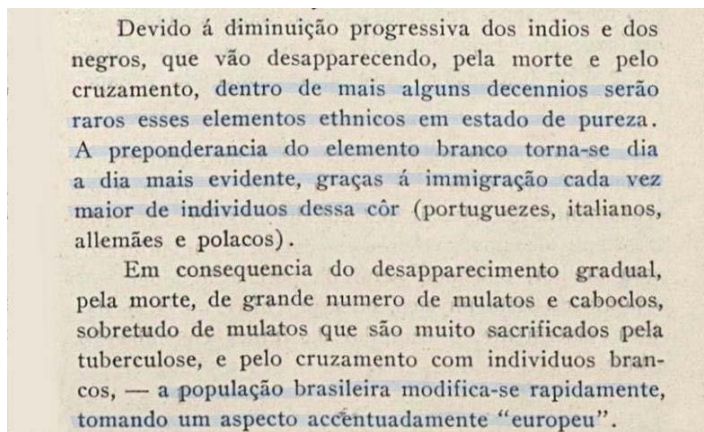 Devido á diminuição progressiva dos indios e dos
negros, que vão desapparecendo, pela morte e pelo
cruzamento, dentro de mais alguns decennios serão
raros esses elementos ethnicos em estado de pureza.
A preponderancia do elemento branco torna-se dia
a dia mais evidente, graças á immigração cada vez
maior de individuos dessa côr (portuguezes, italianos,
allemães e polacos).
Em consequencia do desapparecimento gradual,
pela morte, de grande numero de mulatos e caboclos,
sobretudo de mulatos que são muito sacrificados pela
tuberculose, e pelo cruzamento com individuos bran-
cos, — a população brasileira modifica-se rapidamente,
tomando um aspecto accentuadamente "europeu".